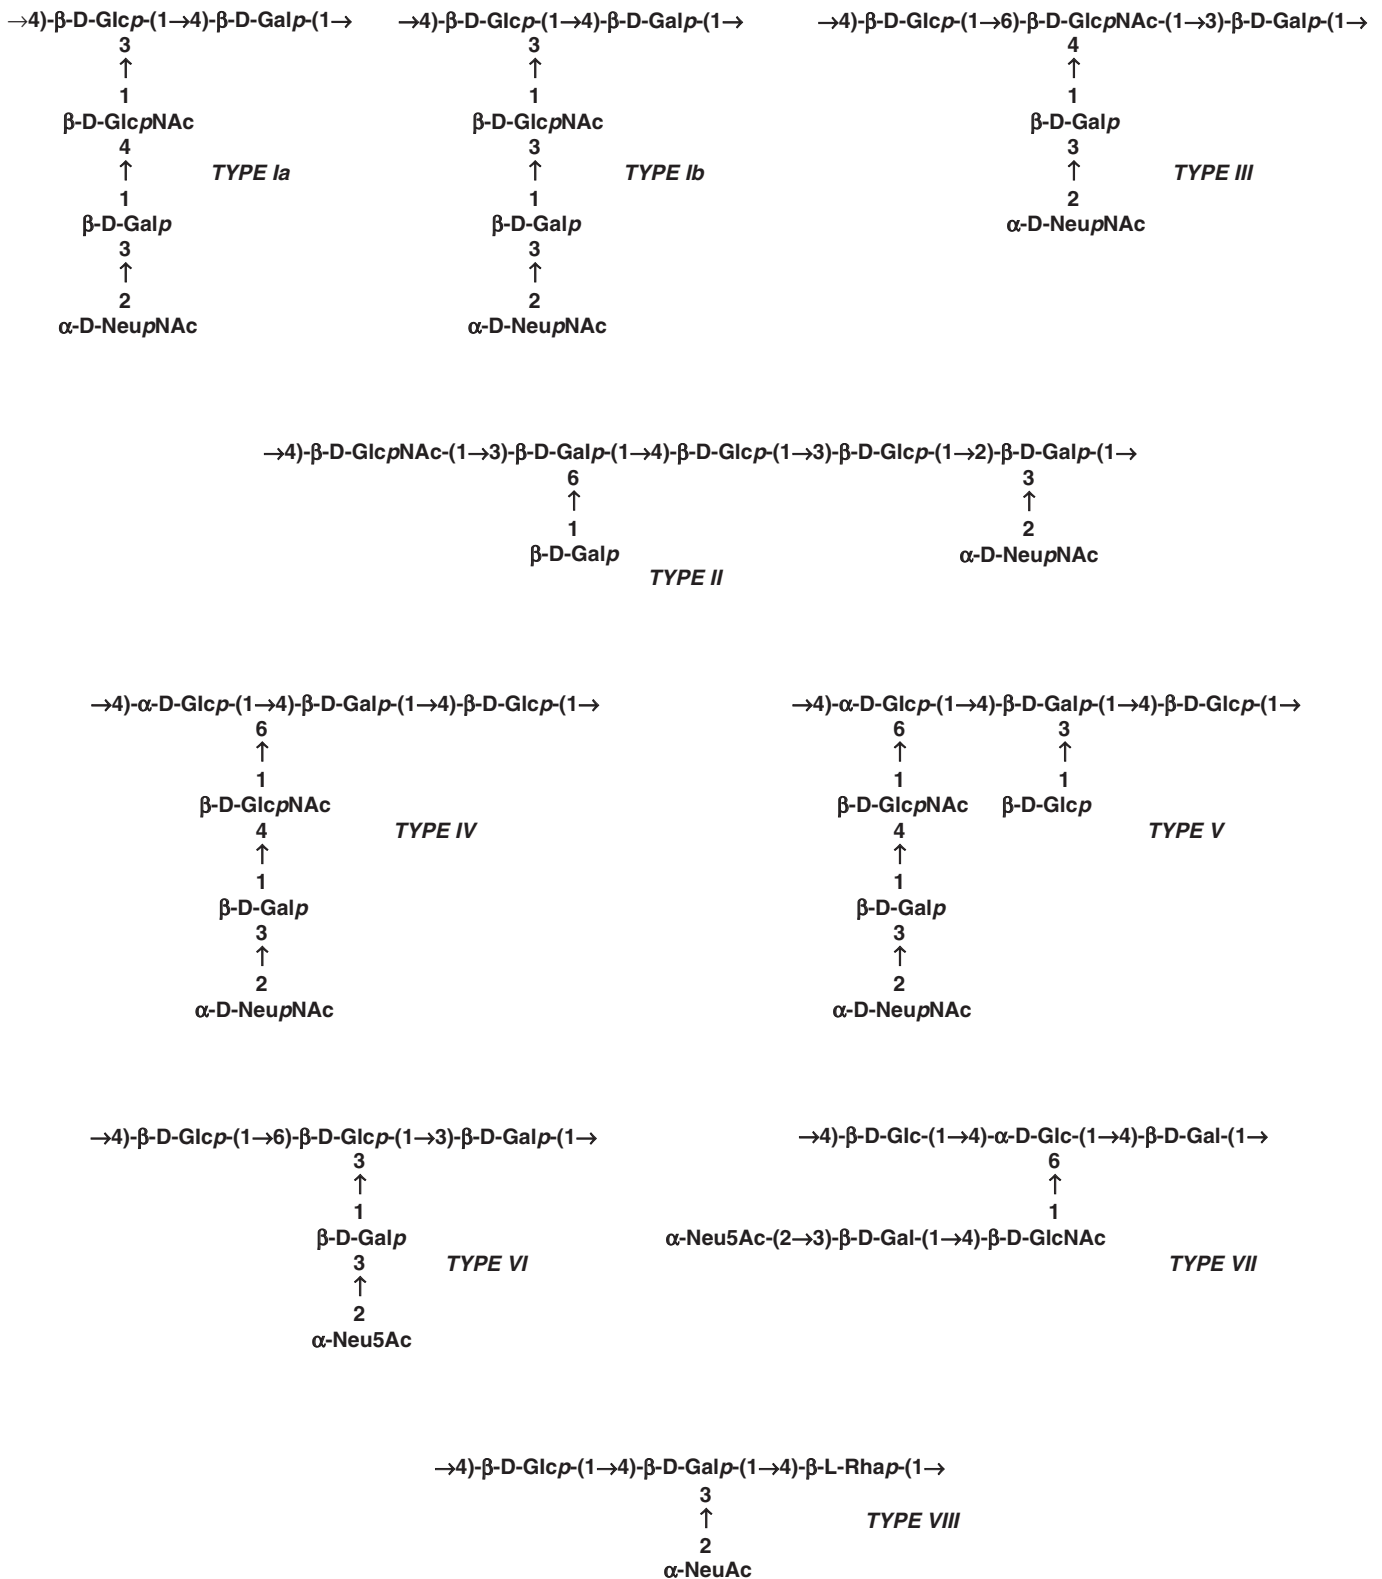 →4)-β-D-Glcp-(1→4)-β-D-Galp-(1→
3
↑
1
β-D-GlcpNAc
4
↑
1
β-D-Galp
3
↑
2
α-D-NeupNAc
TYPE Ia
→4)-β-D-Glcp-(1→4)-β-D-Galp-(1→
3
↑
1
β-D-GlcpNAc
3
↑
1
β-D-Galp
3
↑
2
α-D-NeupNAc
TYPE Ib
→4)-β-D-Glcp-(1→6)-β-D-GlcpNAc-(1→3)-β-D-Galp-(1→
4
↑
1
β-D-Galp
3
↑
2
α-D-NeupNAc
TYPE III
→4)-β-D-GlcpNAc-(1→3)-β-D-Galp-(1→4)-β-D-Glcp-(1→3)-β-D-Glcp-(1→2)-β-D-Galp-(1→
6
↑
1
β-D-Galp
3
↑
2
α-D-NeupNAc
TYPE II
→4)-α-D-Glcp-(1→4)-β-D-Galp-(1→4)-β-D-Glcp-(1→
6
↑
1
β-D-GlcpNAc
4
↑
1
β-D-Galp
3
↑
2
α-D-NeupNAc
TYPE IV
→4)-α-D-Glcp-(1→4)-β-D-Galp-(1→4)-β-D-Glcp-(1→
6
↑
1
β-D-GlcpNAc
4
↑
1
β-D-Galp
3
↑
2
α-D-NeupNAc
3
↑
1
β-D-Glcp
TYPE V
→4)-β-D-Glcp-(1→6)-β-D-Glcp-(1→3)-β-D-Galp-(1→
3
↑
1
β-D-Galp
3
↑
2
α-Neu5Ac
TYPE VI
→4)-β-D-Glc-(1→4)-α-D-Glc-(1→4)-β-D-Gal-(1→
6
↑
1
α-Neu5Ac-(2→3)-β-D-Gal-(1→4)-β-D-GlcNAc
TYPE VII
→4)-β-D-Glcp-(1→4)-β-D-Galp-(1→4)-β-L-Rhap-(1→
3
↑
2
α-NeuAc
TYPE VIII